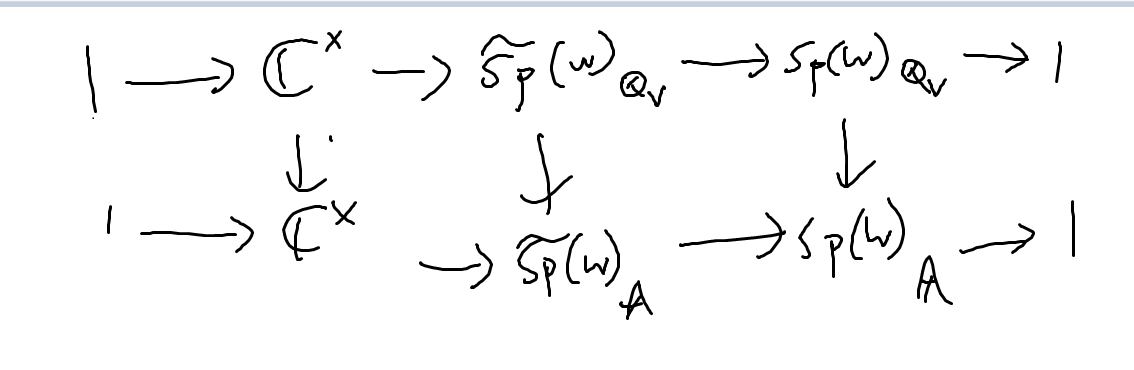 1 → ℂ^× → S̃p(W)_{ℚ_v} → Sp(W)_{ℚ_v} → 1
↓ ↓ ↓
1 → ℂ^× → S̃p(W)_𝔸 → Sp(W)_𝔸 → 1